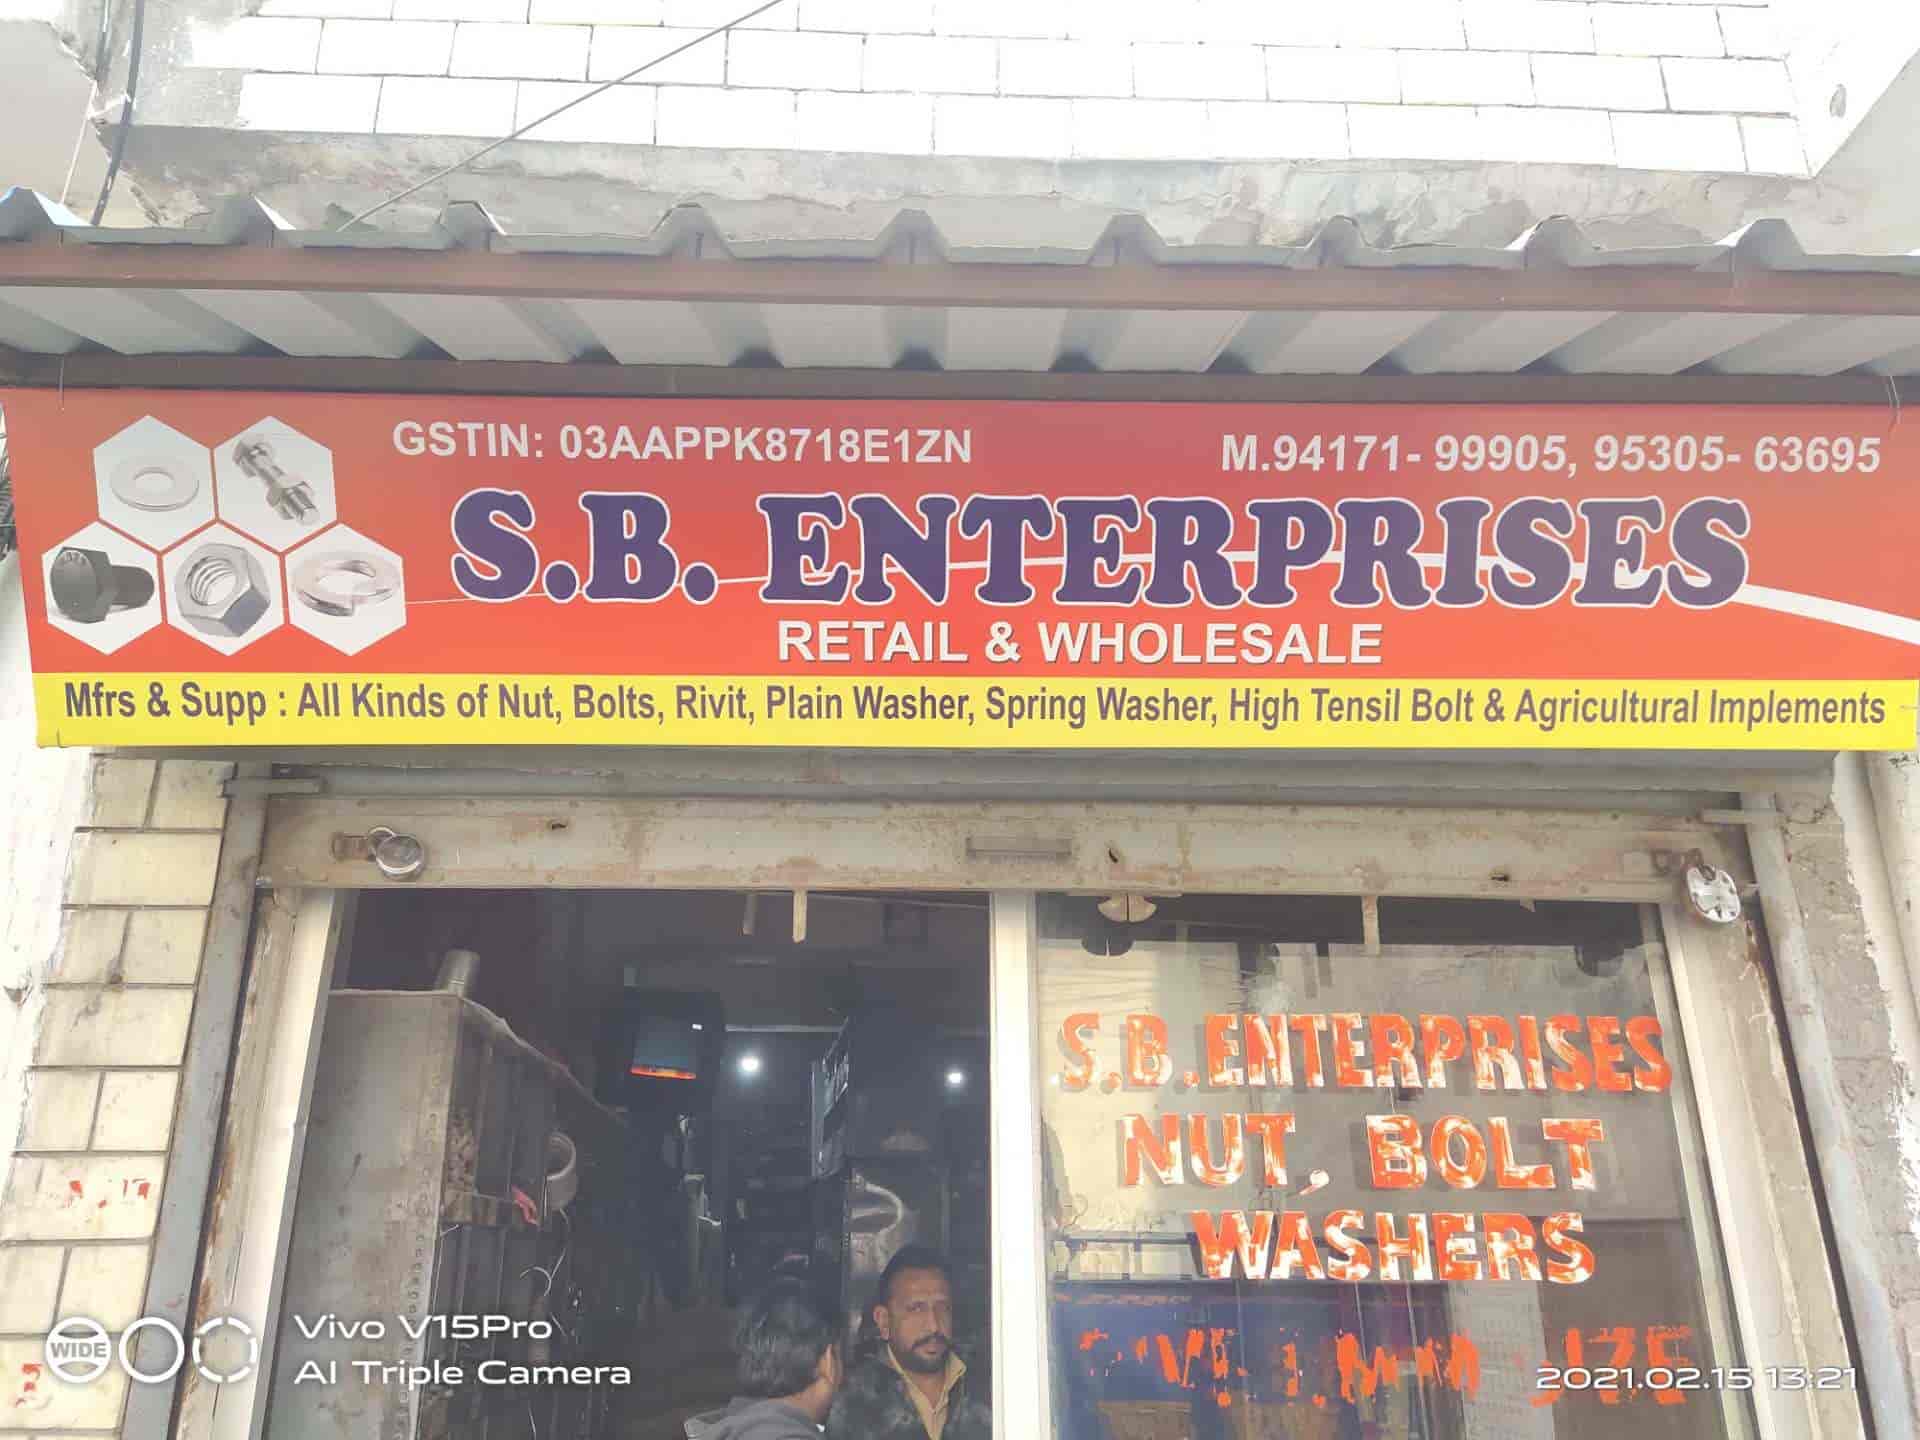 GSTIN: 03AAPPK8718E1ZN
M.94171- 99905, 95305- 63695
S.B. ENTERPRISES
RETAIL & WHOLESALE
Mfrs & Supp : All Kinds of Nut, Bolts, Rivit, Plain Washer, Spring Washer, High Tensil Bolt & Agricultural Implements
S.B.ENTERPRISES
NUT, BOLT
WASHERS
WIDE
Vivo V15Pro
AI Triple Camera
2021.02.15 13:21